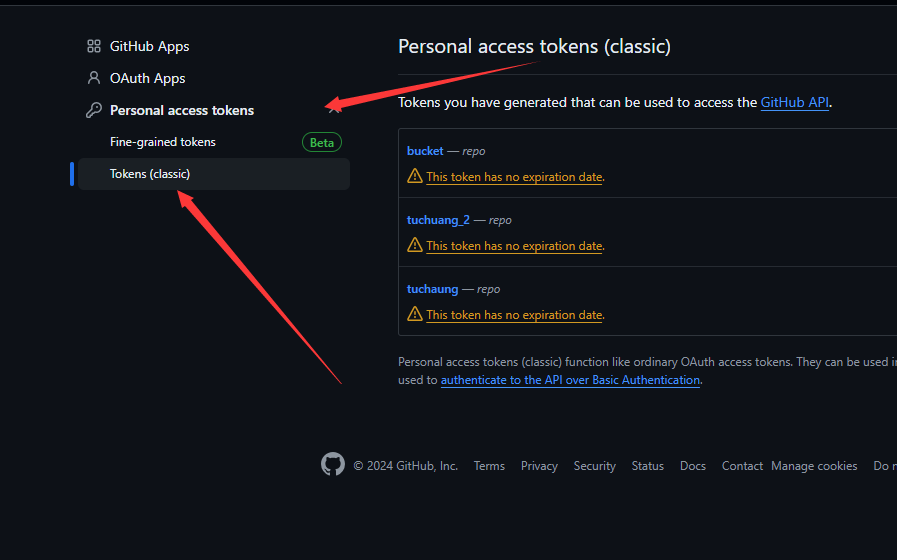 GitHub Apps
OAuth Apps
Personal access tokens
Fine-grained tokens Beta
Tokens (classic)
Personal access tokens (classic)
Tokens you have generated that can be used to access the GitHub API.
bucket — repo
This token has no expiration date.
tuchuang_2 — repo
This token has no expiration date.
tuchaung — repo
This token has no expiration date.
Personal access tokens (classic) function like ordinary OAuth access tokens. They can be used
used to authenticate to the API over Basic Authentication.
© 2024 GitHub, Inc. Terms Privacy Security Status Docs Contact Manage cookies Do